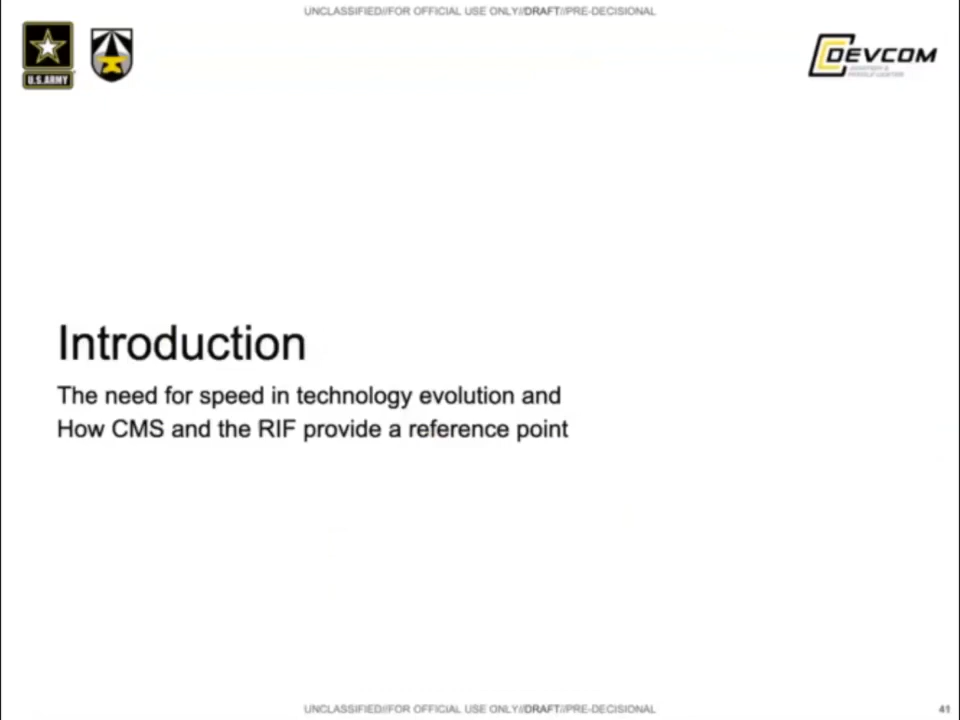 UNCLASSIFIED//FOR OFFICIAL USE ONLY//DRAFT//PRE-DECISIONAL
U.S.ARMY
DEVCOM
Introduction
The need for speed in technology evolution and
How CMS and the RIF provide a reference point
UNCLASSIFIED//FOR OFFICIAL USE ONLY//DRAFT//PRE-DECISIONAL
41